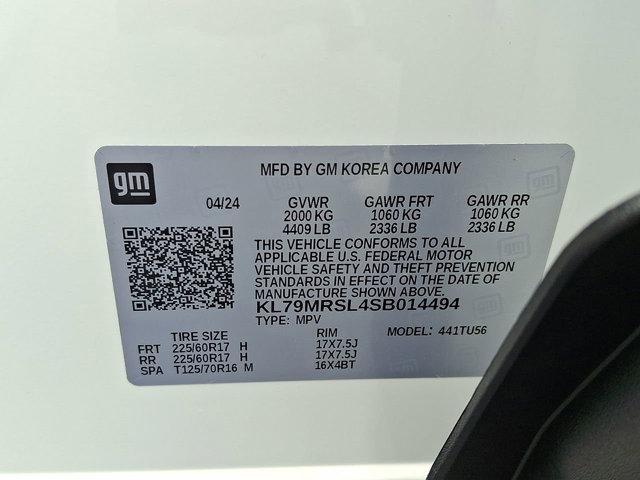 gm
MFD BY GM KOREA COMPANY
04/24 GVWR GAWR FRT GAWR RR
2000 KG 1060 KG 1060 KG
4409 LB 2336 LB 2336 LB
THIS VEHICLE CONFORMS TO ALL
APPLICABLE U.S. FEDERAL MOTOR
VEHICLE SAFETY AND THEFT PREVENTION
STANDARDS IN EFFECT ON THE DATE OF
MANUFACTURE SHOWN ABOVE.
KL79MRSL4SB014494
TYPE: MPV
TIRE SIZE RIM MODEL: 441TU56
FRT 225/60R17 H 17X7.5J
RR 225/60R17 H 17X7.5J
SPA T125/70R16 M 16X4BT